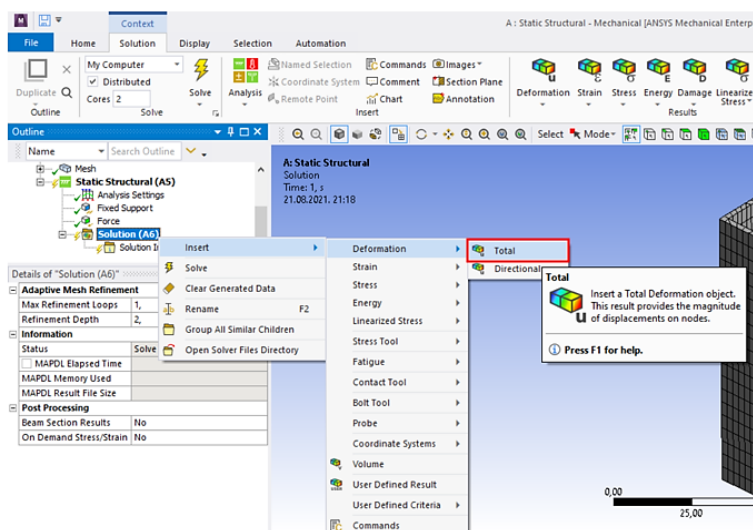 Context
A : Static Structural - Mechanical [ANSYS Mechanical Enterp
File Home Solution Display Selection Automation
My Computer
Distributed
Cores 2
Duplicate
Outline
Solve
Solve
Analysis
Named Selection
Coordinate System
Remote Point
Commands
Comment
Chart
Images
Section Plane
Annotation
Insert
Deformation Strain Stress Energy Damage Linearize
Stress
Results
Outline
Name Search Outline
Select Mode
Mesh
Static Structural (A5)
Analysis Settings
Fixed Support
Force
Solution (A6)
Solution I
A: Static Structural
Solution
Time: 1, s
21.08.2021. 21:18
Insert
Solve
Clear Generated Data
Rename F2
Group All Similar Children
Open Solver Files Directory
Deformation
Strain
Stress
Energy
Linearized Stress
Stress Tool
Fatigue
Contact Tool
Bolt Tool
Probe
Coordinate Systems
Volume
User Defined Result
User Defined Criteria
Commands
Total
Directional
Total
Insert a Total Deformation object.
This result provides the magnitude
of displacements on nodes.
Press F1 for help.
Details of "Solution (A6)"
Adaptive Mesh Refinement
Max Refinement Loops 1,
Refinement Depth 2,
Information
Status Solve
MAPDL Elapsed Time
MAPDL Memory Used
MAPDL Result File Size
Post Processing
Beam Section Results No
On Demand Stress/Strain No
0,00
25,00